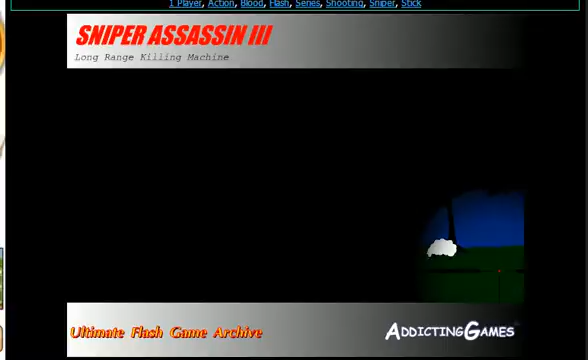 1 Player, Action, Blood, Flash, Series, Shooting, Sniper, Stick
SNIPER ASSASSIN III
Long Range Killing Machine
Ultimate Flash Game Archive
ADDICTINGGAMES